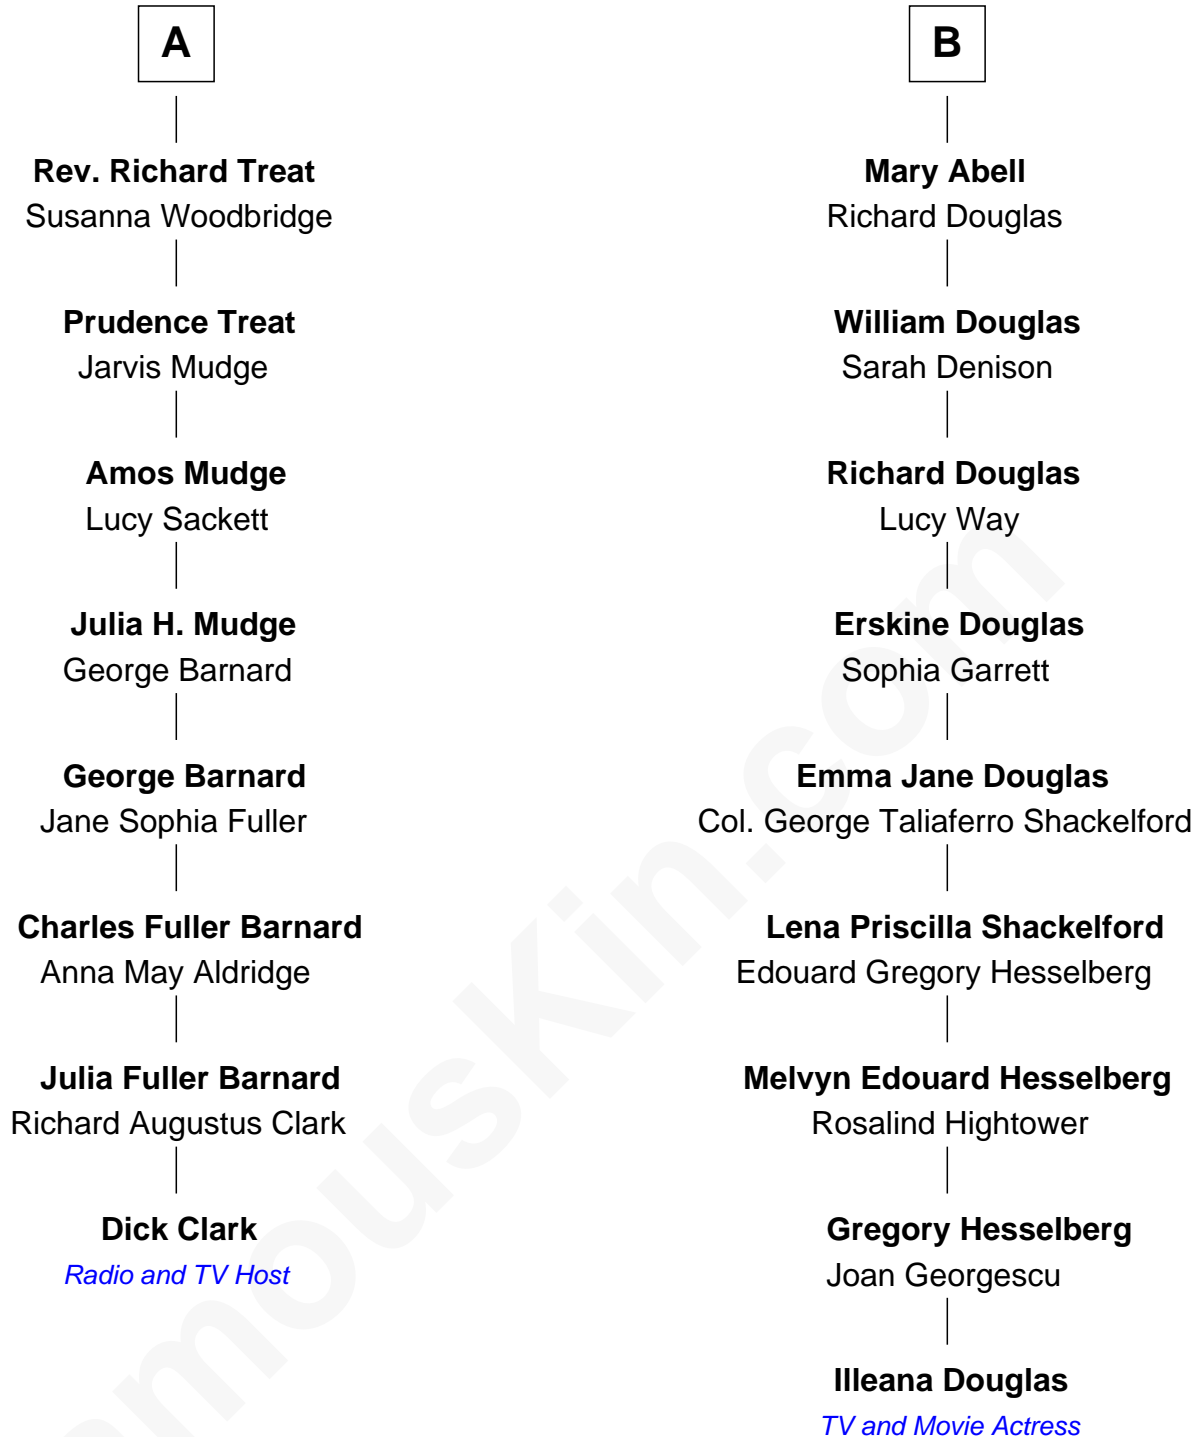 A
Rev. Richard Treat
Susanna Woodbridge
Prudence Treat
Jarvis Mudge
Amos Mudge
Lucy Sackett
Julia H. Mudge
George Barnard
George Barnard
Jane Sophia Fuller
Charles Fuller Barnard
Anna May Aldridge
Julia Fuller Barnard
Richard Augustus Clark
Dick Clark
Radio and TV Host
B
Mary Abell
Richard Douglas
William Douglas
Sarah Denison
Richard Douglas
Lucy Way
Erskine Douglas
Sophia Garrett
Emma Jane Douglas
Col. George Taliaferro Shackelford
Lena Priscilla Shackelford
Edouard Gregory Hesselberg
Melvyn Edouard Hesselberg
Rosalind Hightower
Gregory Hesselberg
Joan Georgescu
Illeana Douglas
TV and Movie Actress
amouskin.com